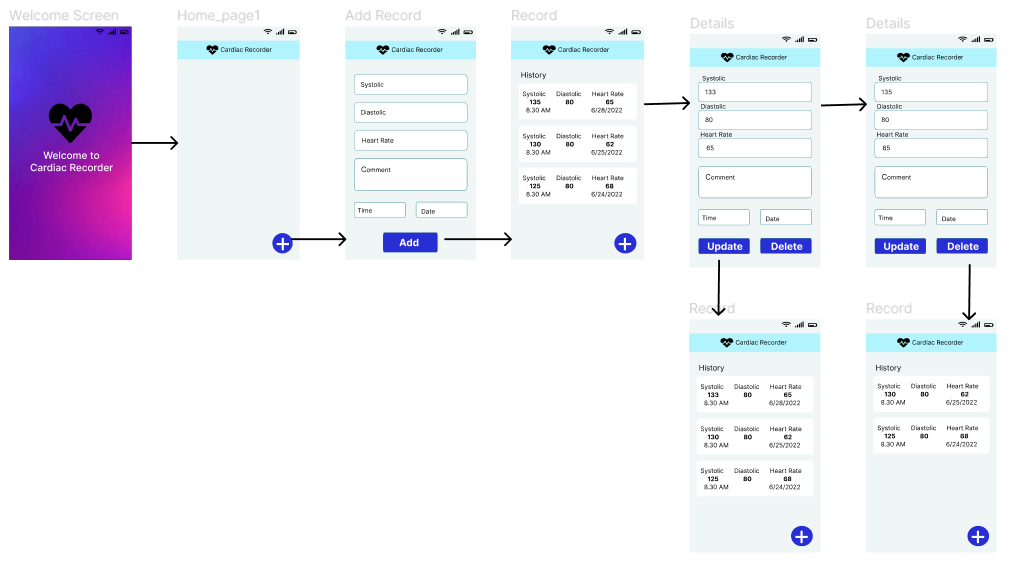 Welcome Screen
Welcome to
Cardiac Recorder
Home_page1
Cardiac Recorder
Add Record
Cardiac Recorder
Systolic
Diastolic
Heart Rate
Comment
Time Date
Add
Record
Cardiac Recorder
History
Systolic Diastolic Heart Rate
135 80 65
8.30 AM 6/28/2022
Systolic Diastolic Heart Rate
130 80 62
8.30 AM 6/25/2022
Systolic Diastolic Heart Rate
125 80 68
8.30 AM 6/24/2022
Details
Cardiac Recorder
Systolic
133
Diastolic
80
Heart Rate
65
Comment
Time Date
Update Delete
Details
Cardiac Recorder
Systolic
135
Diastolic
80
Heart Rate
65
Comment
Time Date
Update Delete
Record
Cardiac Recorder
History
Systolic Diastolic Heart Rate
133 80 65
8.30 AM 6/28/2022
Systolic Diastolic Heart Rate
130 80 62
8.30 AM 6/25/2022
Systolic Diastolic Heart Rate
125 80 68
8.30 AM 6/24/2022
Record
Cardiac Recorder
History
Systolic Diastolic Heart Rate
130 80 62
8.30 AM 6/25/2022
Systolic Diastolic Heart Rate
125 80 68
8.30 AM 6/24/2022